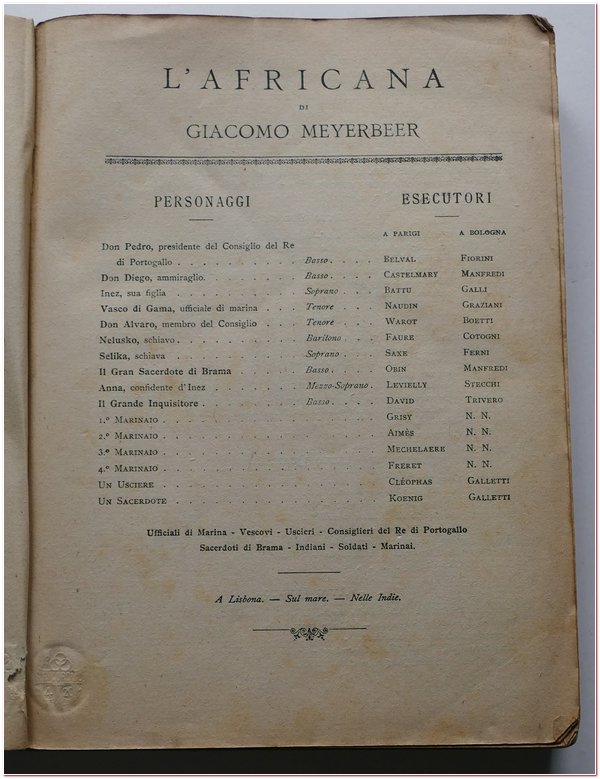 L'AFRICANA
DI
GIACOMO MEYERBEER
PERSONAGGI ESECUTORI
A PARIGI A BOLOGNA
Don Pedro, presidente del Consiglio del Re
di Portogallo . . . . . . . . . . Basso . . . . BELVAL FIORINI
Don Diego, ammiraglio. . . . . . . . . Basso . . . . CASTELMARY MANFREDI
Inez, sua figlia . . . . . . . . . . Soprano . . . BATTU GALLI
Vasco di Gama, ufficiale di marina . . . Tenore . . . NAUDIN GRAZIANI
Don Alvaro, membro del Consiglio . . . Tenore . . . WAROT BOETTI
Nelusko, schiavo . . . . . . . . . . Baritono . . . FAURE COTOGNI
Selika, schiava . . . . . . . . . . Soprano . . . SAXE FERNI
Il Gran Sacerdote di Brama . . . . . Basso . . . . OBIN MANFREDI
Anna, confidente d'Inez . . . . . . Mezzo-Soprano. LEVIELLY STECCHI
Il Grande Inquisitore . . . . . . . . Basso . . . . DAVID TRIVERO
1.º MARINAIO . . . . . . . . . . . . . . . GRISY N. N.
2.º MARINAIO . . . . . . . . . . . . . . . AIMÈS N. N.
3.º MARINAIO . . . . . . . . . . . . . . . MECHELAERE N. N.
4.º MARINAIO . . . . . . . . . . . . . . . FRERET N. N.
UN USCIERE . . . . . . . . . . . . . . . CLÉOPHAS GALLETTI
UN SACERDOTE . . . . . . . . . . . . . . KOENIG GALLETTI
Ufficiali di Marina - Vescovi - Uscieri - Consiglieri del Re di Portogallo
Sacerdoti di Brama - Indiani - Soldati - Marinai.
A Lisbona. — Sul mare. — Nelle Indie.